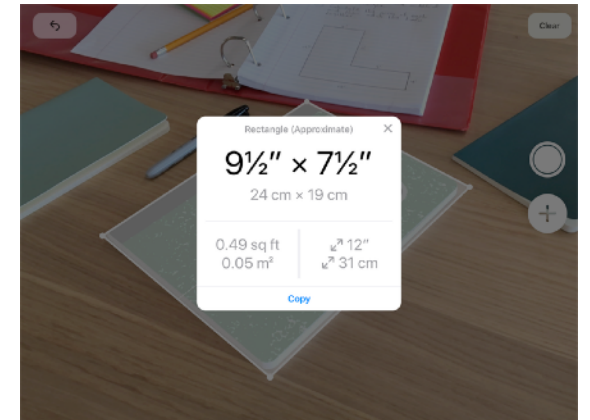 Clear
Rectangle (Approximate)
9½″ × 7½″
24 cm × 19 cm
0.49 sq ft
0.05 m²
12″
31 cm
Copy